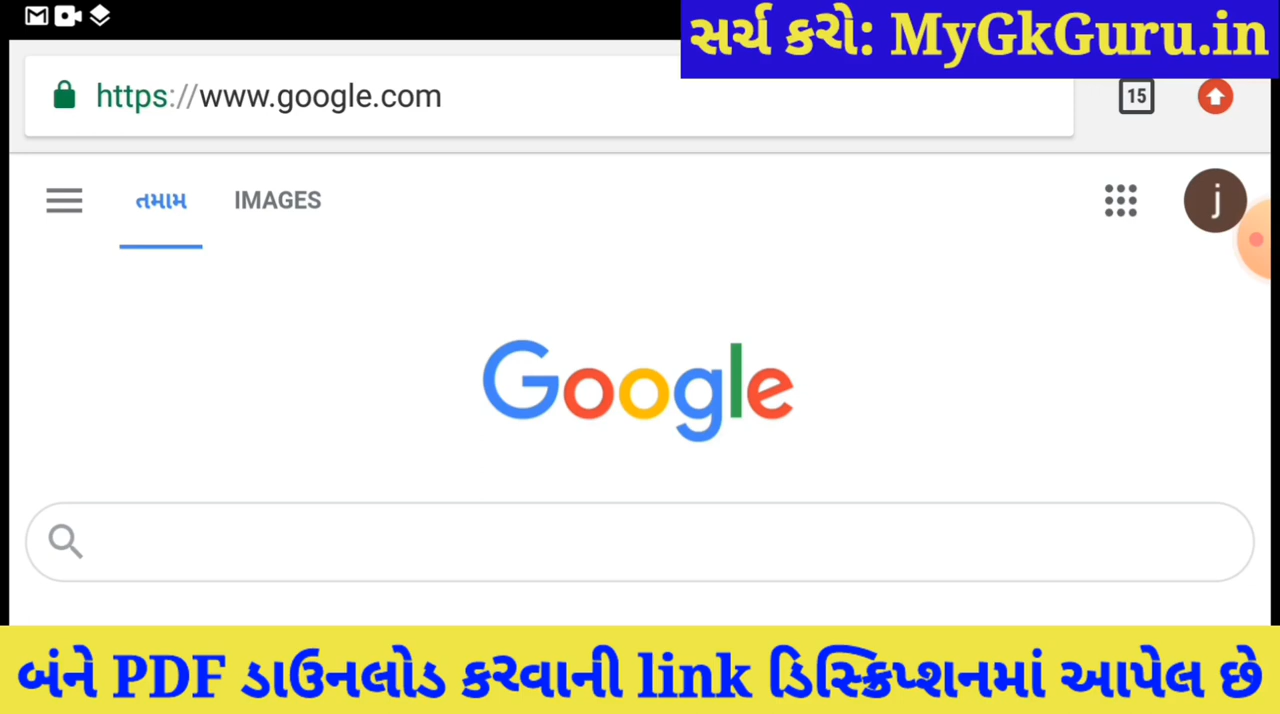 સર્ચ કરો: MyGkGuru.in
https://www.google.com
15
તમામ IMAGES
j
Google
બંને PDF ડાઉનલોડ કરવાની link ડિસ્ક્રિપ્શનમાં આપેલ છે